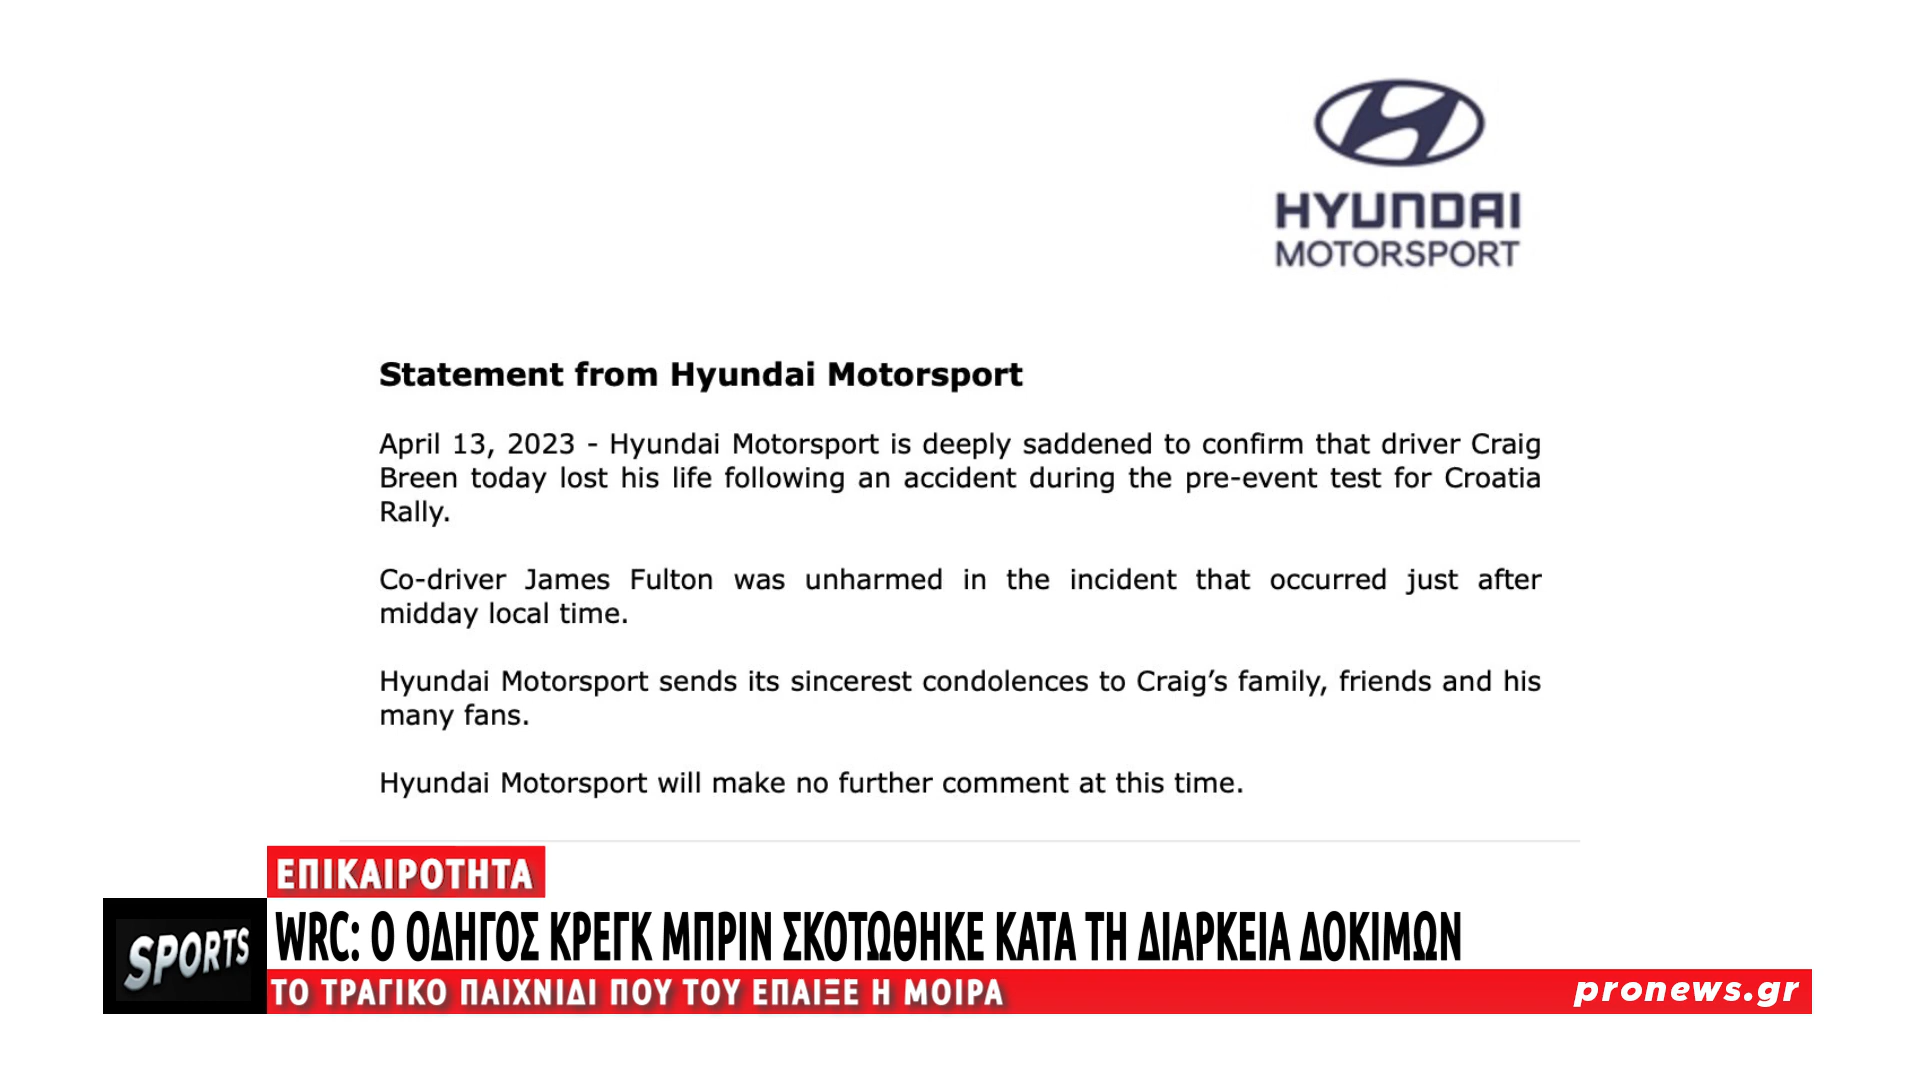 HYUNDAI
MOTORSPORT
Statement from Hyundai Motorsport
April 13, 2023 - Hyundai Motorsport is deeply saddened to confirm that driver Craig
Breen today lost his life following an accident during the pre-event test for Croatia
Rally.
Co-driver James Fulton was unharmed in the incident that occurred just after
midday local time.
Hyundai Motorsport sends its sincerest condolences to Craig’s family, friends and his
many fans.
Hyundai Motorsport will make no further comment at this time.
ΕΠΙΚΑΙΡΟΤΗΤΑ
SPORTS
WRC: Ο ΟΔΗΓΟΣ ΚΡΕΓΚ ΜΠΡΙΝ ΣΚΟΤΩΘΗΚΕ ΚΑΤΑ ΤΗ ΔΙΑΡΚΕΙΑ ΔΟΚΙΜΩΝ
ΤΟ ΤΡΑΓΙΚΟ ΠΑΙΧΝΙΔΙ ΠΟΥ ΤΟΥ ΕΠΑΙΞΕ Η ΜΟΙΡΑ
pronews.gr